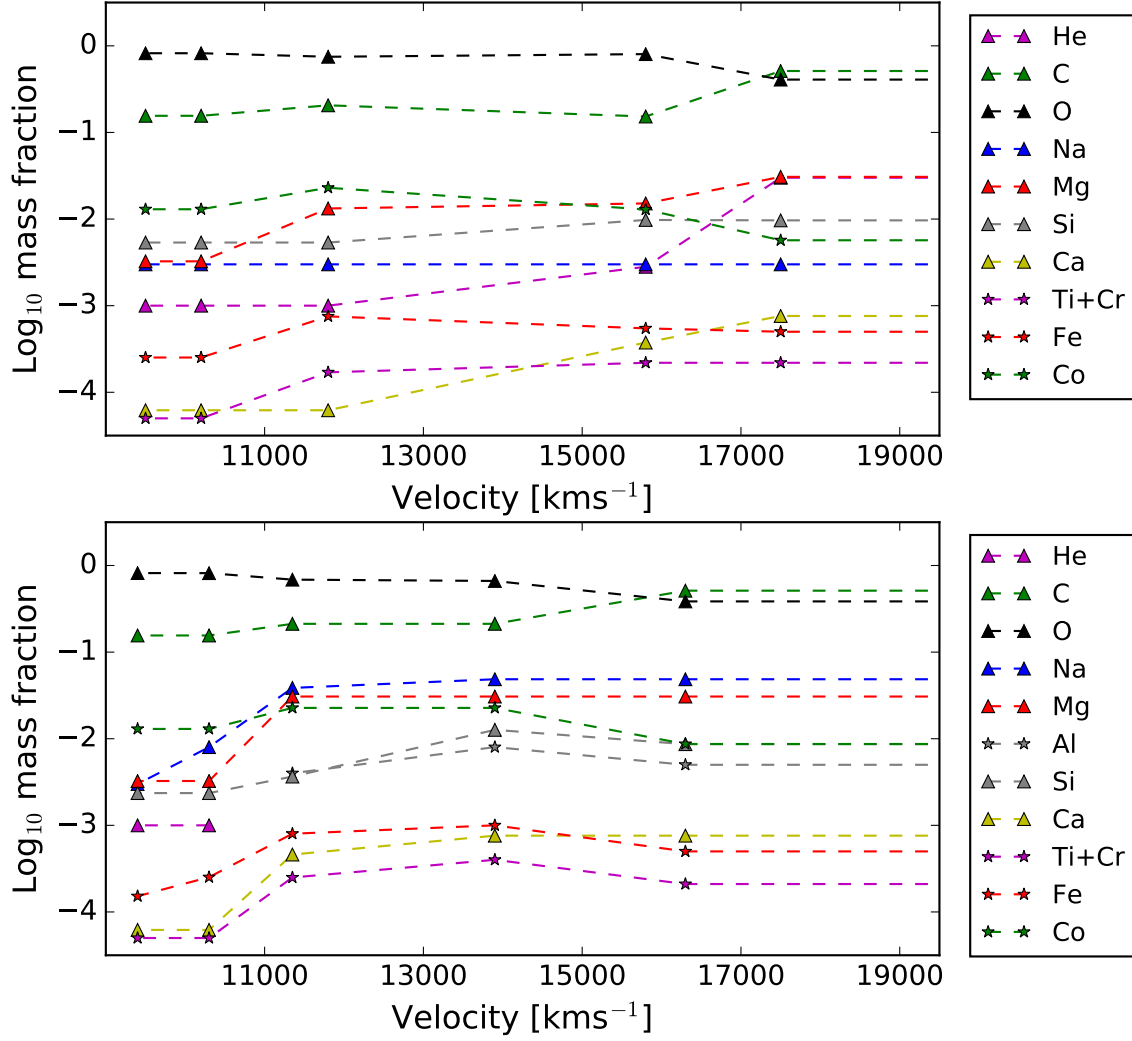 0
−1
−2
−3
−4
Log₁₀ mass fraction
11000 13000 15000 17000 19000
Velocity [kms⁻¹]
He
C
O
Na
Mg
Si
Ca
Ti+Cr
Fe
Co
0
−1
−2
−3
−4
Log₁₀ mass fraction
11000 13000 15000 17000 19000
Velocity [kms⁻¹]
He
C
O
Na
Mg
Al
Si
Ca
Ti+Cr
Fe
Co